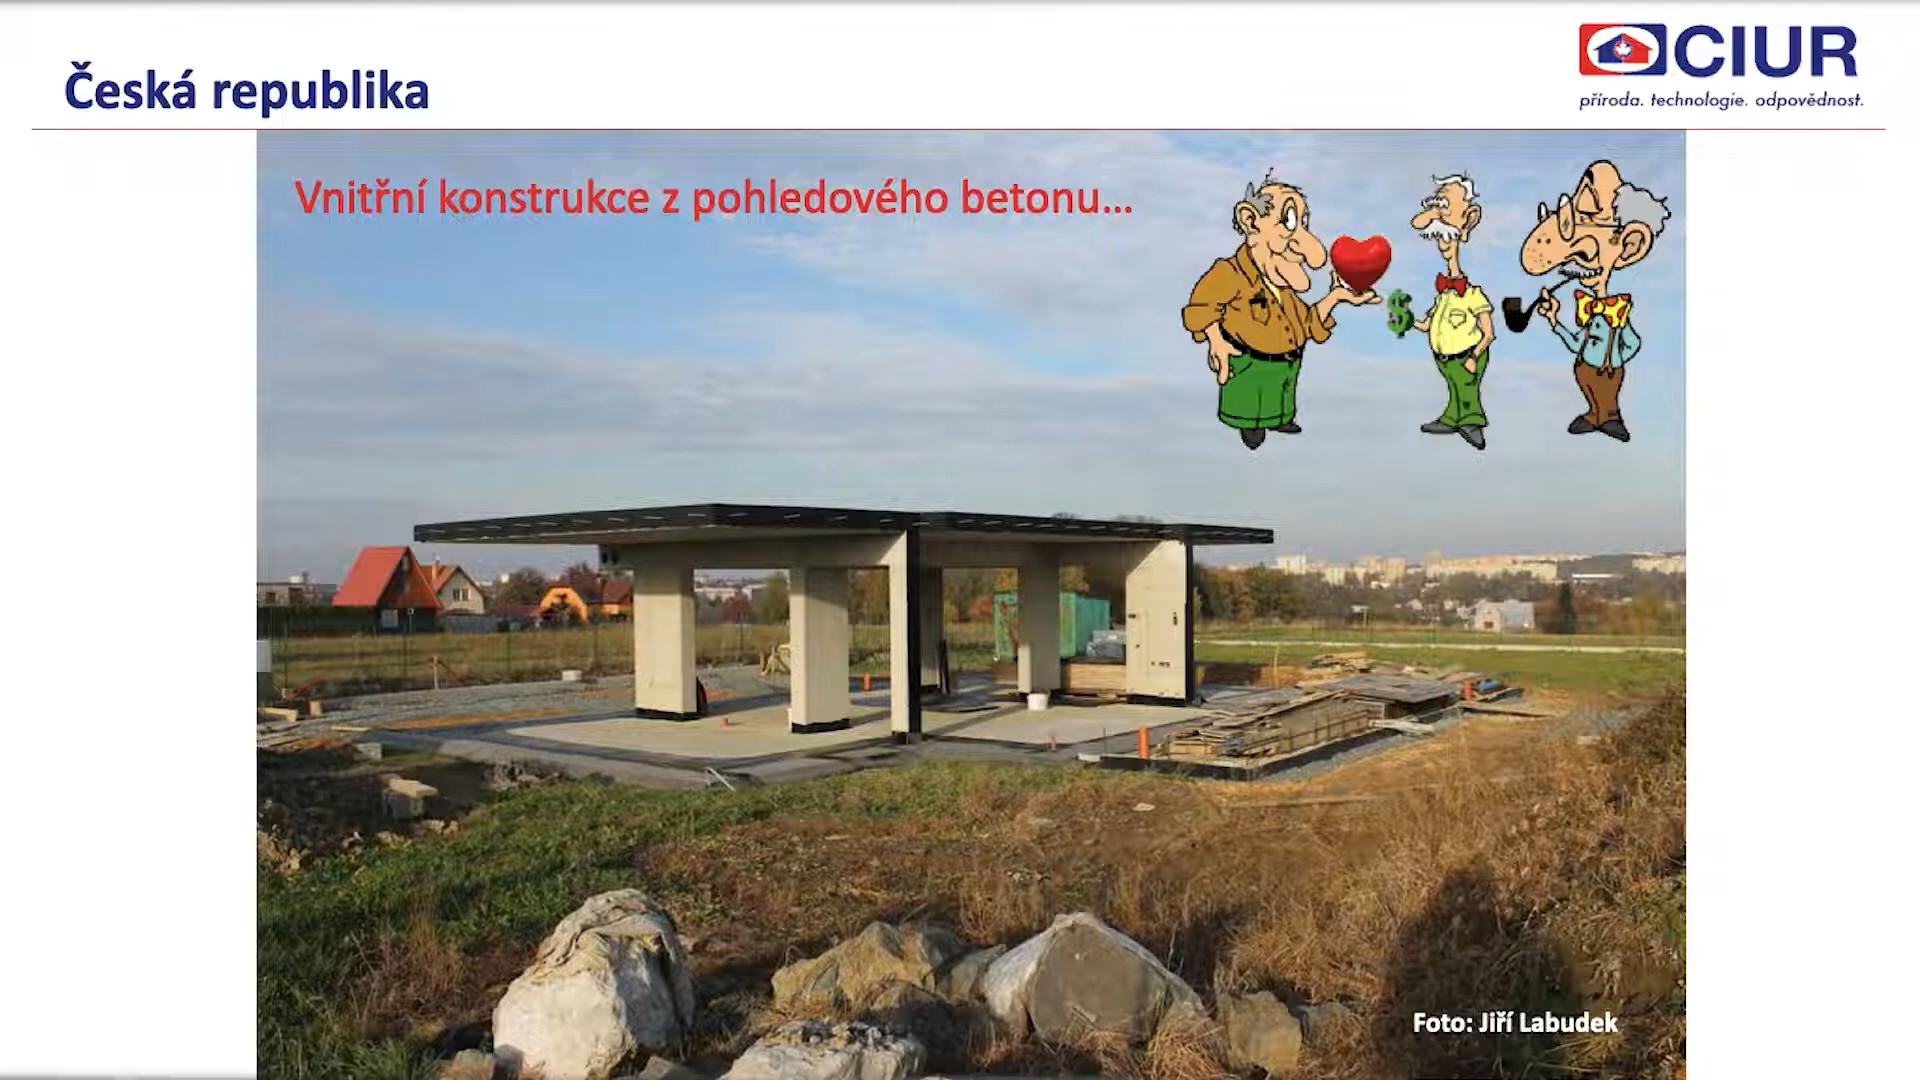 Česká republika
CIUR
příroda. technologie. odpovědnost.
Vnitřní konstrukce z pohledového betonu...
$
Foto: Jiří Labudek